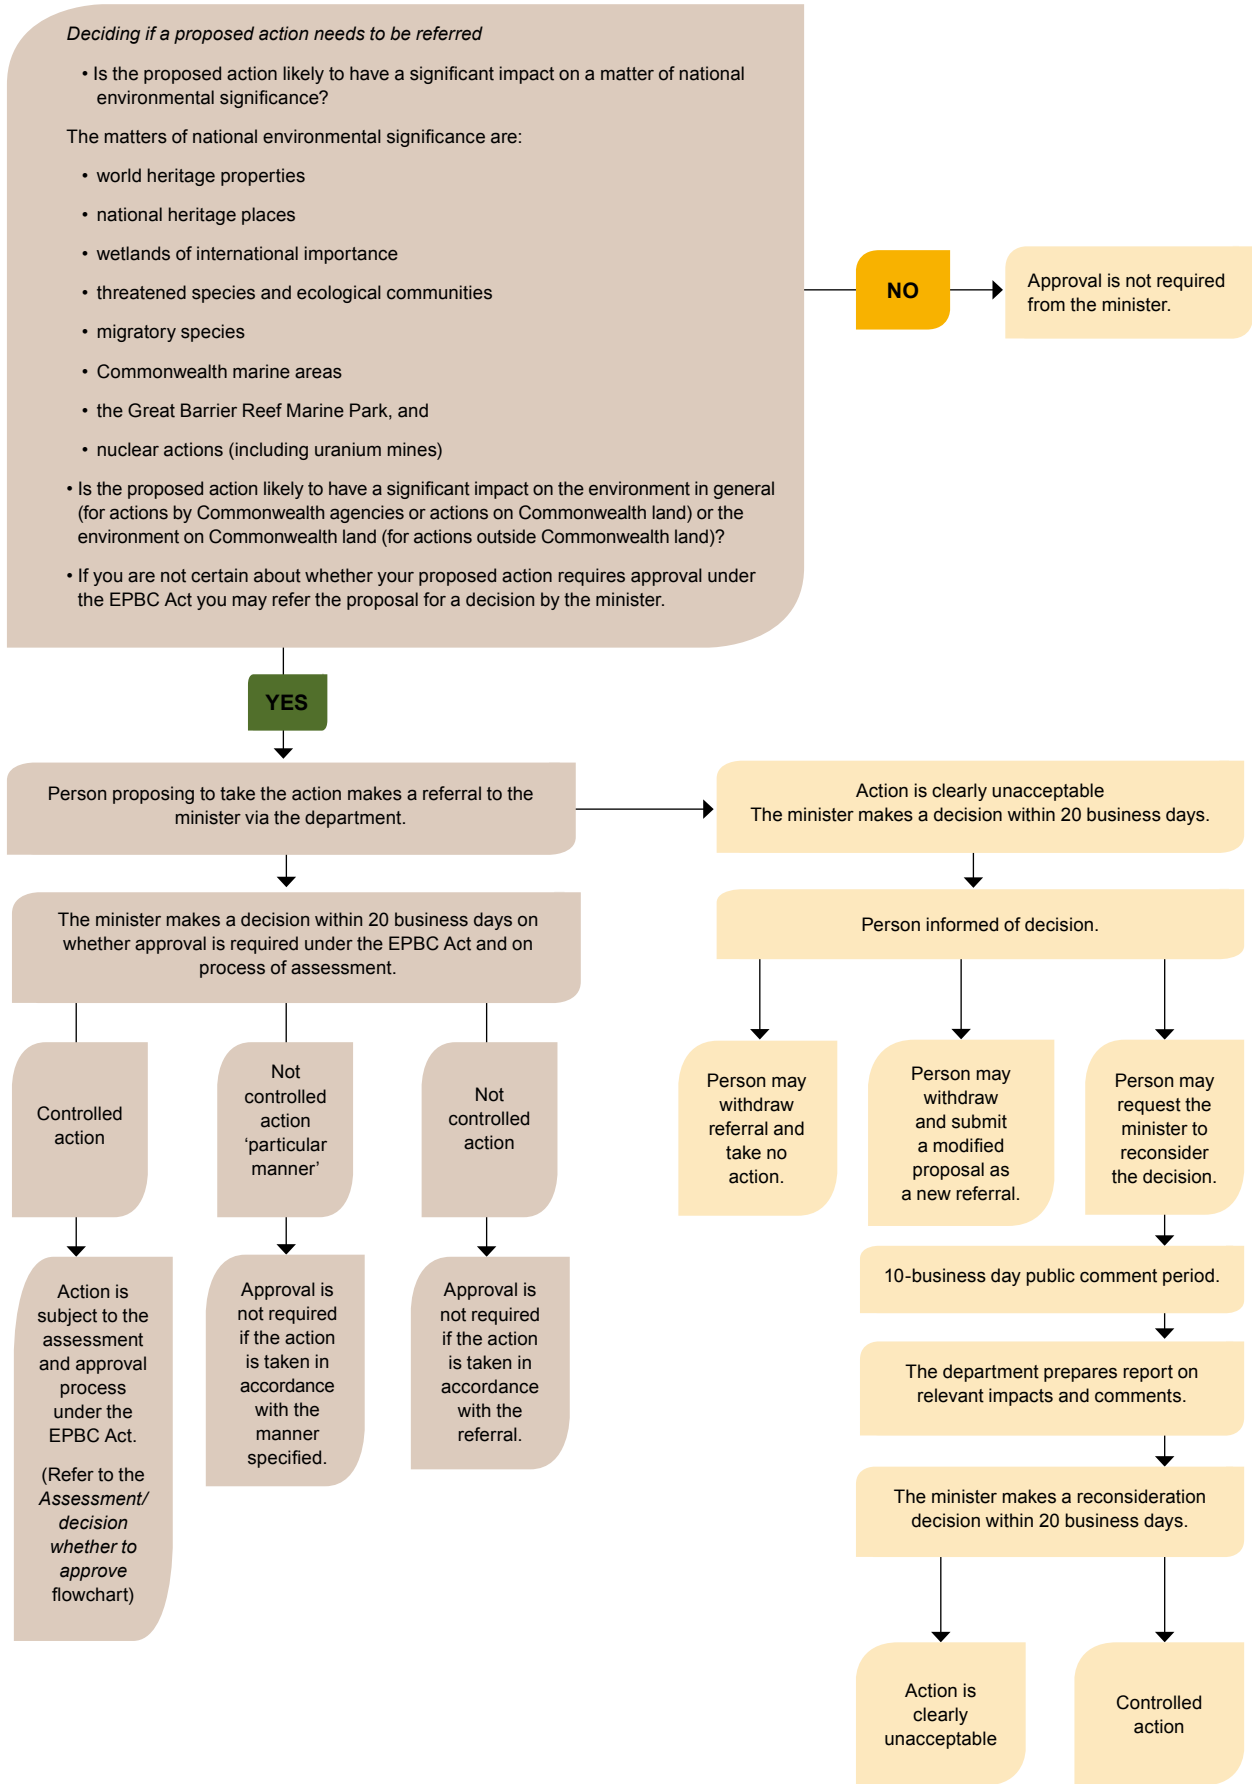 Deciding if a proposed action needs to be referred
• Is the proposed action likely to have a significant impact on a matter of national
environmental significance?
The matters of national environmental significance are:
• world heritage properties
• national heritage places
• wetlands of international importance
• threatened species and ecological communities
• migratory species
• Commonwealth marine areas
• the Great Barrier Reef Marine Park, and
• nuclear actions (including uranium mines)
• Is the proposed action likely to have a significant impact on the environment in general
(for actions by Commonwealth agencies or actions on Commonwealth land) or the
environment on Commonwealth land (for actions outside Commonwealth land)?
• If you are not certain about whether your proposed action requires approval under
the EPBC Act you may refer the proposal for a decision by the minister.
NO
Approval is not required
from the minister.
YES
Person proposing to take the action makes a referral to the
minister via the department.
Action is clearly unacceptable
The minister makes a decision within 20 business days.
The minister makes a decision within 20 business days on
whether approval is required under the EPBC Act and on
process of assessment.
Person informed of decision.
Controlled
action
Not
controlled
action
‘particular
manner’
Not
controlled
action
Person may
withdraw
referral and
take no
action.
Person may
withdraw
and submit
a modified
proposal as
a new referral.
Person may
request the
minister to
reconsider
the decision.
Action is
subject to the
assessment
and approval
process
under the
EPBC Act.
(Refer to the
Assessment/
decision
whether to
approve
flowchart)
Approval is
not required
if the action
is taken in
accordance
with the
manner
specified.
Approval is
not required
if the action
is taken in
accordance
with the
referral.
10-business day public comment period.
The department prepares report on
relevant impacts and comments.
The minister makes a reconsideration
decision within 20 business days.
Action is
clearly
unacceptable
Controlled
action